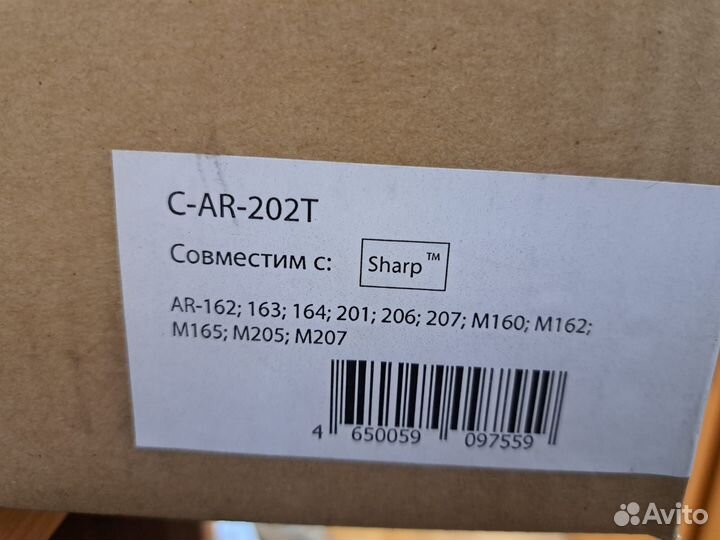 C-AR-202T
Совместим с: Sharp™
AR-162; 163; 164; 201; 206; 207; M160; M162;
M165; M205; M207
4 650059 097559
Avito